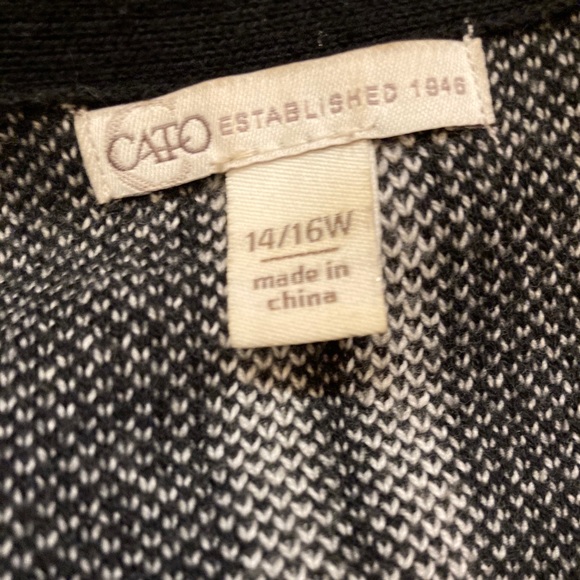 CATO ESTABLISHED 1946
14/16W
made in
china